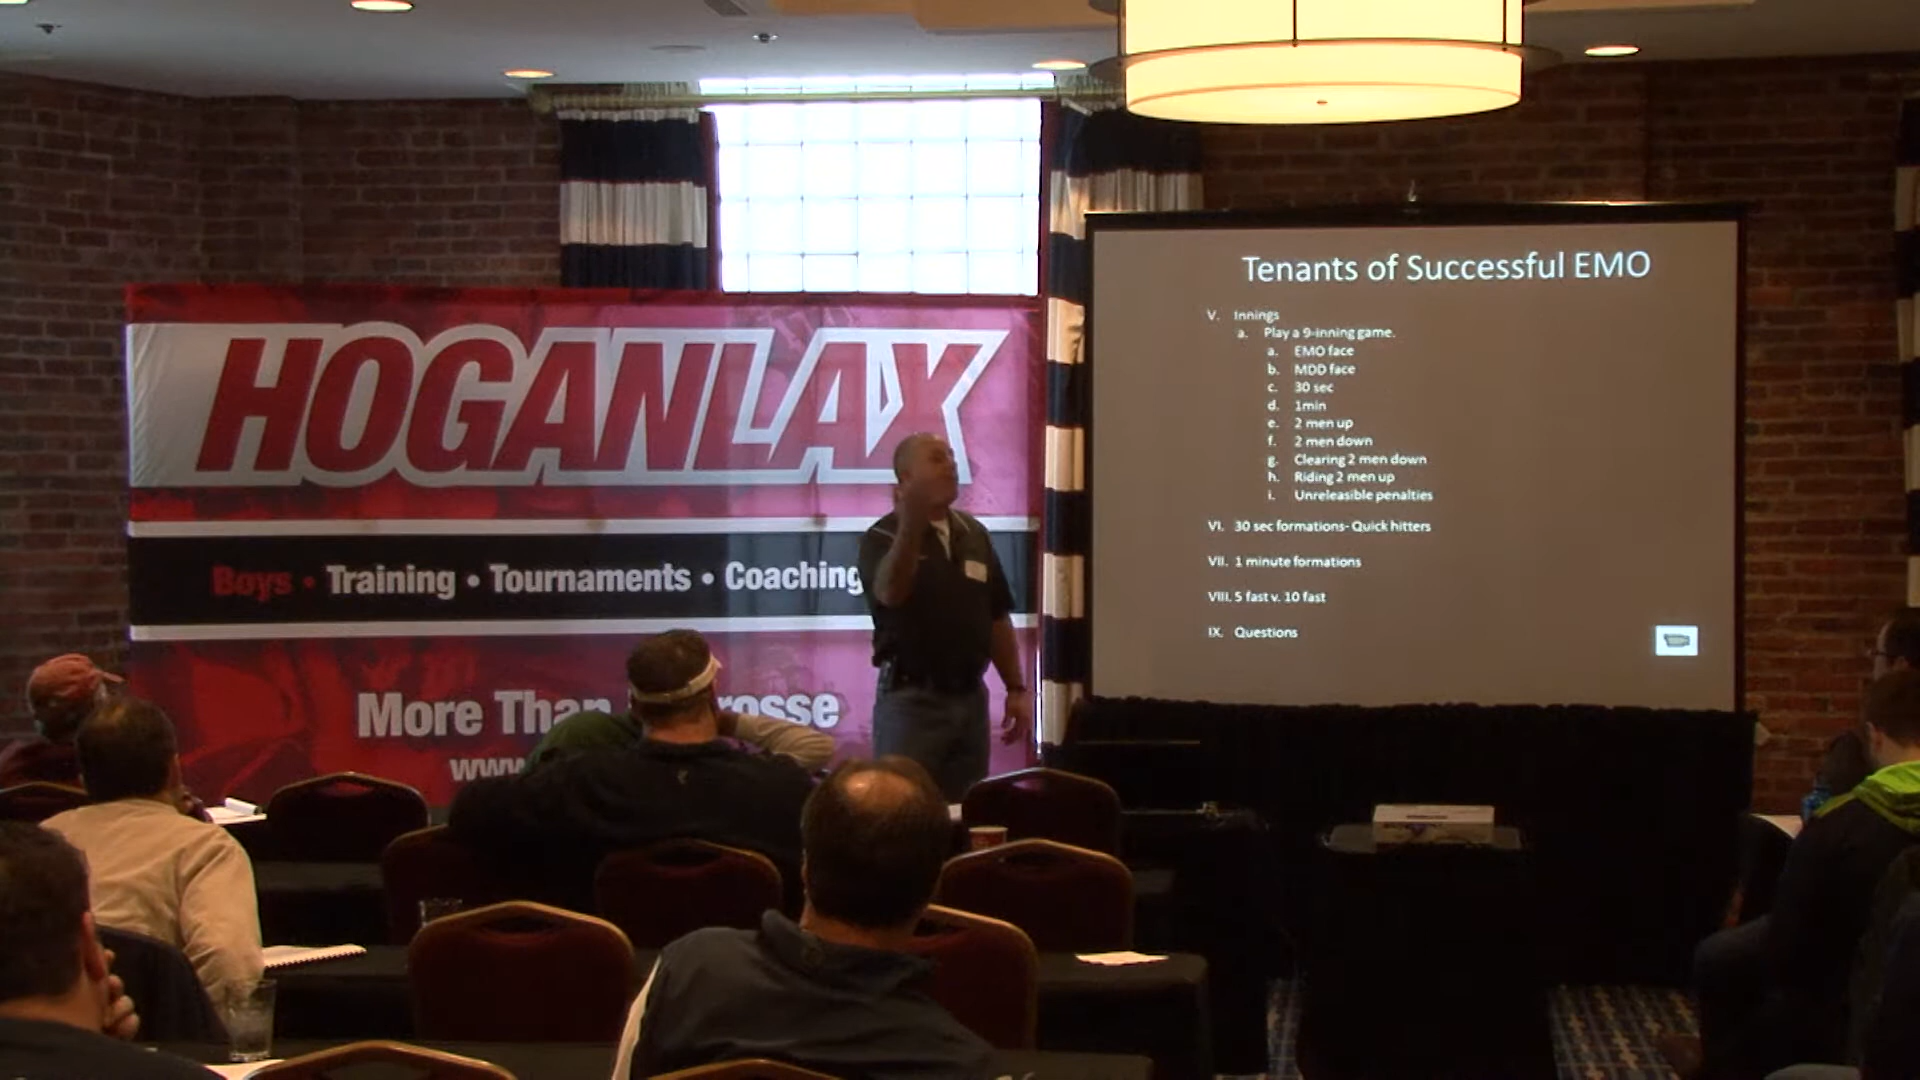 HOGANLAX
Boys • Training • Tournaments • Coaching
More Than rosse
www
Tenants of Successful EMO
V. Innings
a. Play a 9-inning game.
a. EMO face
b. MDD face
c. 30 sec
d. 1min
e. 2 men up
f. 2 men down
g. Clearing 2 men down
h. Riding 2 men up
i. Unreleasible penalties
VI. 30 sec formations- Quick hitters
VII. 1 minute formations
VIII. 5 fast v. 10 fast
IX. Questions